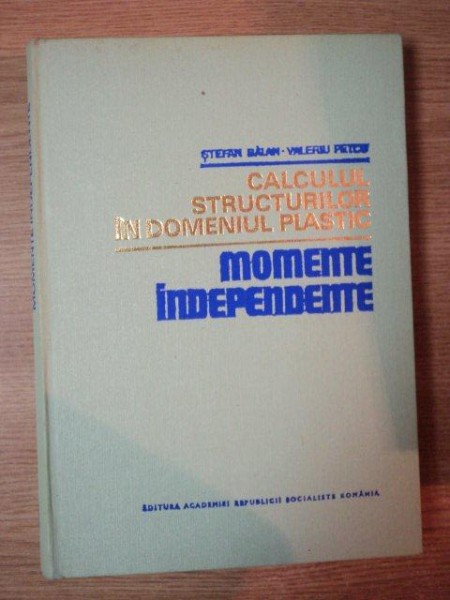 ȘTEFAN BĂLAN - VALERIU PETCU
CALCULUL
STRUCTURILOR
ÎN DOMENIUL PLASTIC
MOMENTE
INDEPENDENTE
EDITURA ACADEMIEI REPUBLICII SOCIALISTE ROMÂNIA
MOMENTE INDEPENDENTE